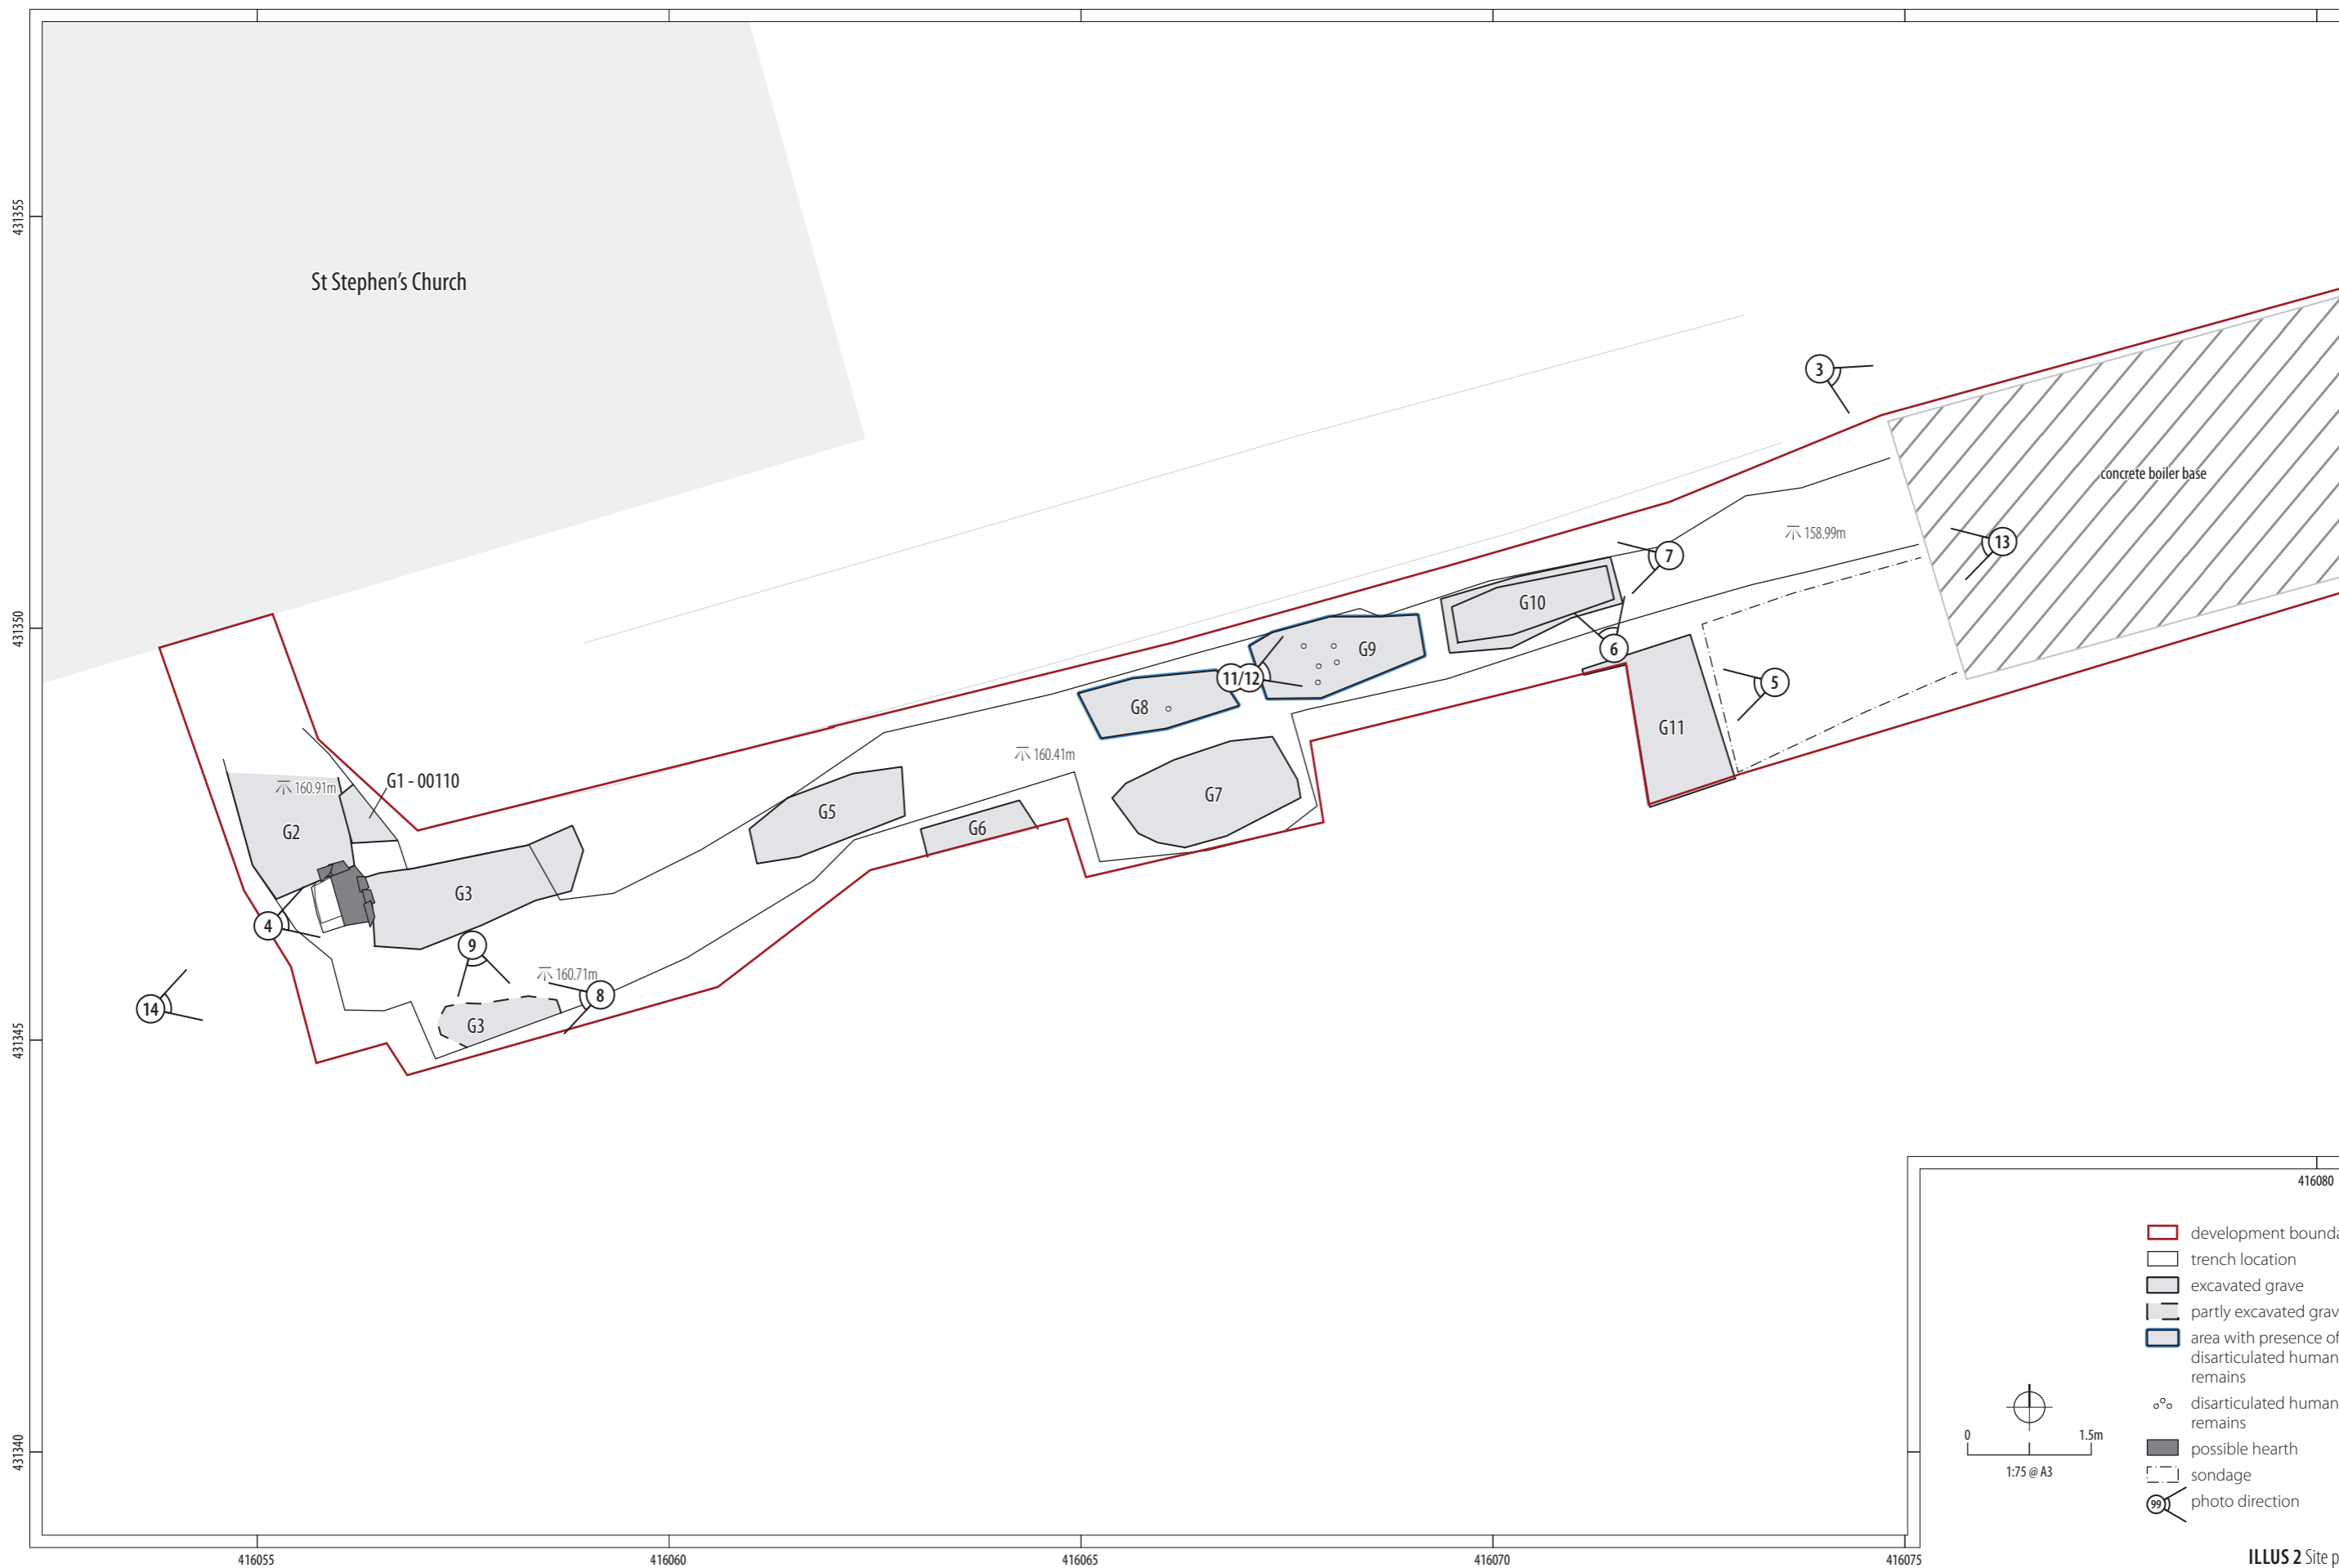 431355
431350
431345
431340
St Stephen's Church
3
concrete boiler base
158.99m
13
7
G10
6
G9
11/12
G8
5
G11
160.41m
G7
G1 - 00110
160.91m
G2
G5
G6
G3
4
9
160.71m
8
14
G3
416080
development bounda
trench location
excavated grave
partly excavated grav
area with presence of
disarticulated human
remains
disarticulated human
remains
possible hearth
sondage
99
photo direction
0
1.5m
1:75 @ A3
416055
416060
416065
416070
416075
ILLUS 2 Site p